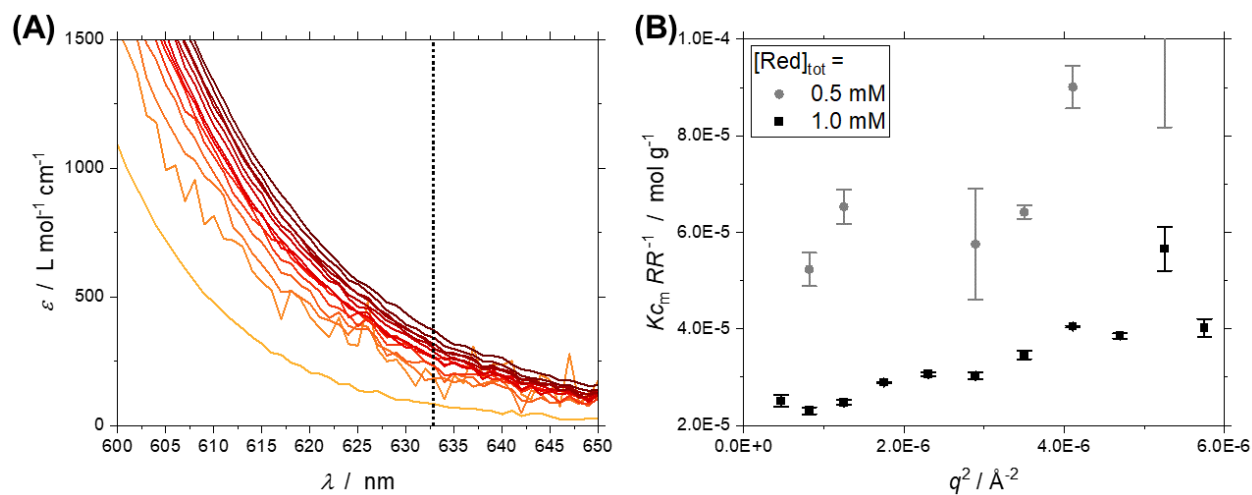 (A)
1500
1000
500
0
ε / L mol⁻¹ cm⁻¹
600 605 610 615 620 625 630 635 640 645 650
λ / nm
(B)
1.0E-4
8.0E-5
6.0E-5
4.0E-5
2.0E-5
Kcₘ RR⁻¹ / mol g⁻¹
[Red]tot =
0.5 mM
1.0 mM
0.0E+0 2.0E-6 4.0E-6 6.0E-6
q² / Å⁻²